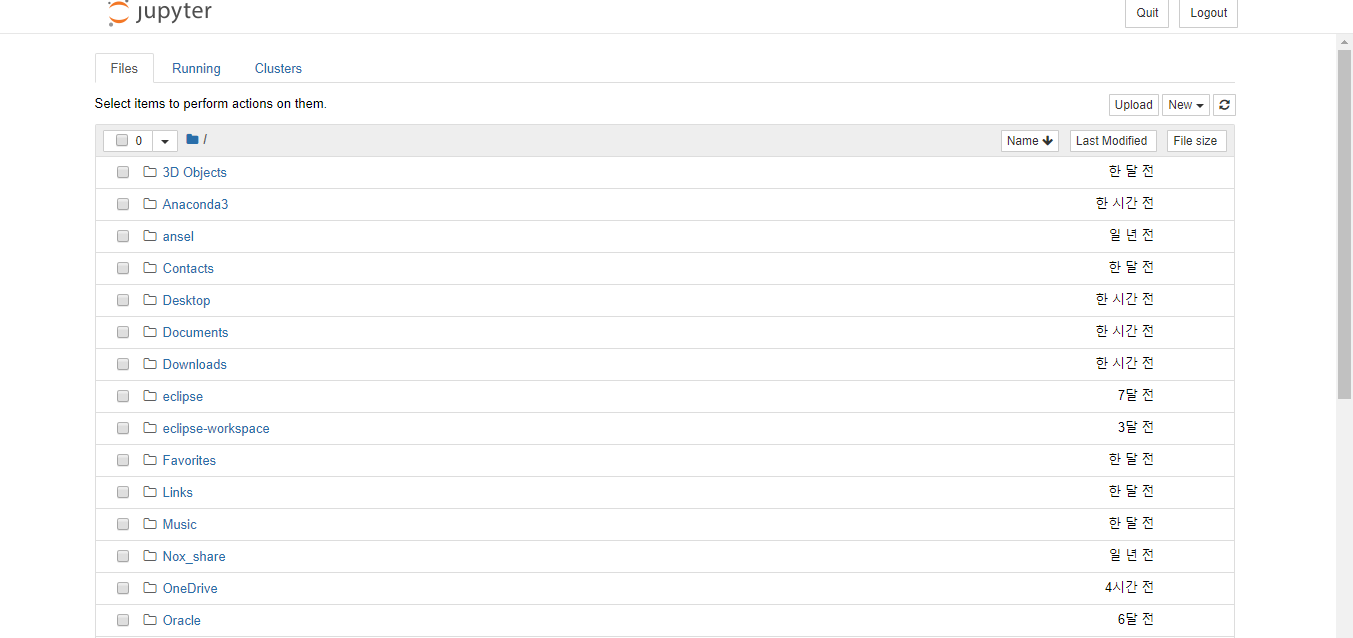 jupyter Quit Logout
Files Running Clusters
Select items to perform actions on them. Upload New
0 / Name Last Modified File size
3D Objects 한 달 전
Anaconda3 한 시간 전
ansel 일 년 전
Contacts 한 달 전
Desktop 한 시간 전
Documents 한 시간 전
Downloads 한 시간 전
eclipse 7달 전
eclipse-workspace 3달 전
Favorites 한 달 전
Links 한 달 전
Music 한 달 전
Nox_share 일 년 전
OneDrive 4시간 전
Oracle 6달 전